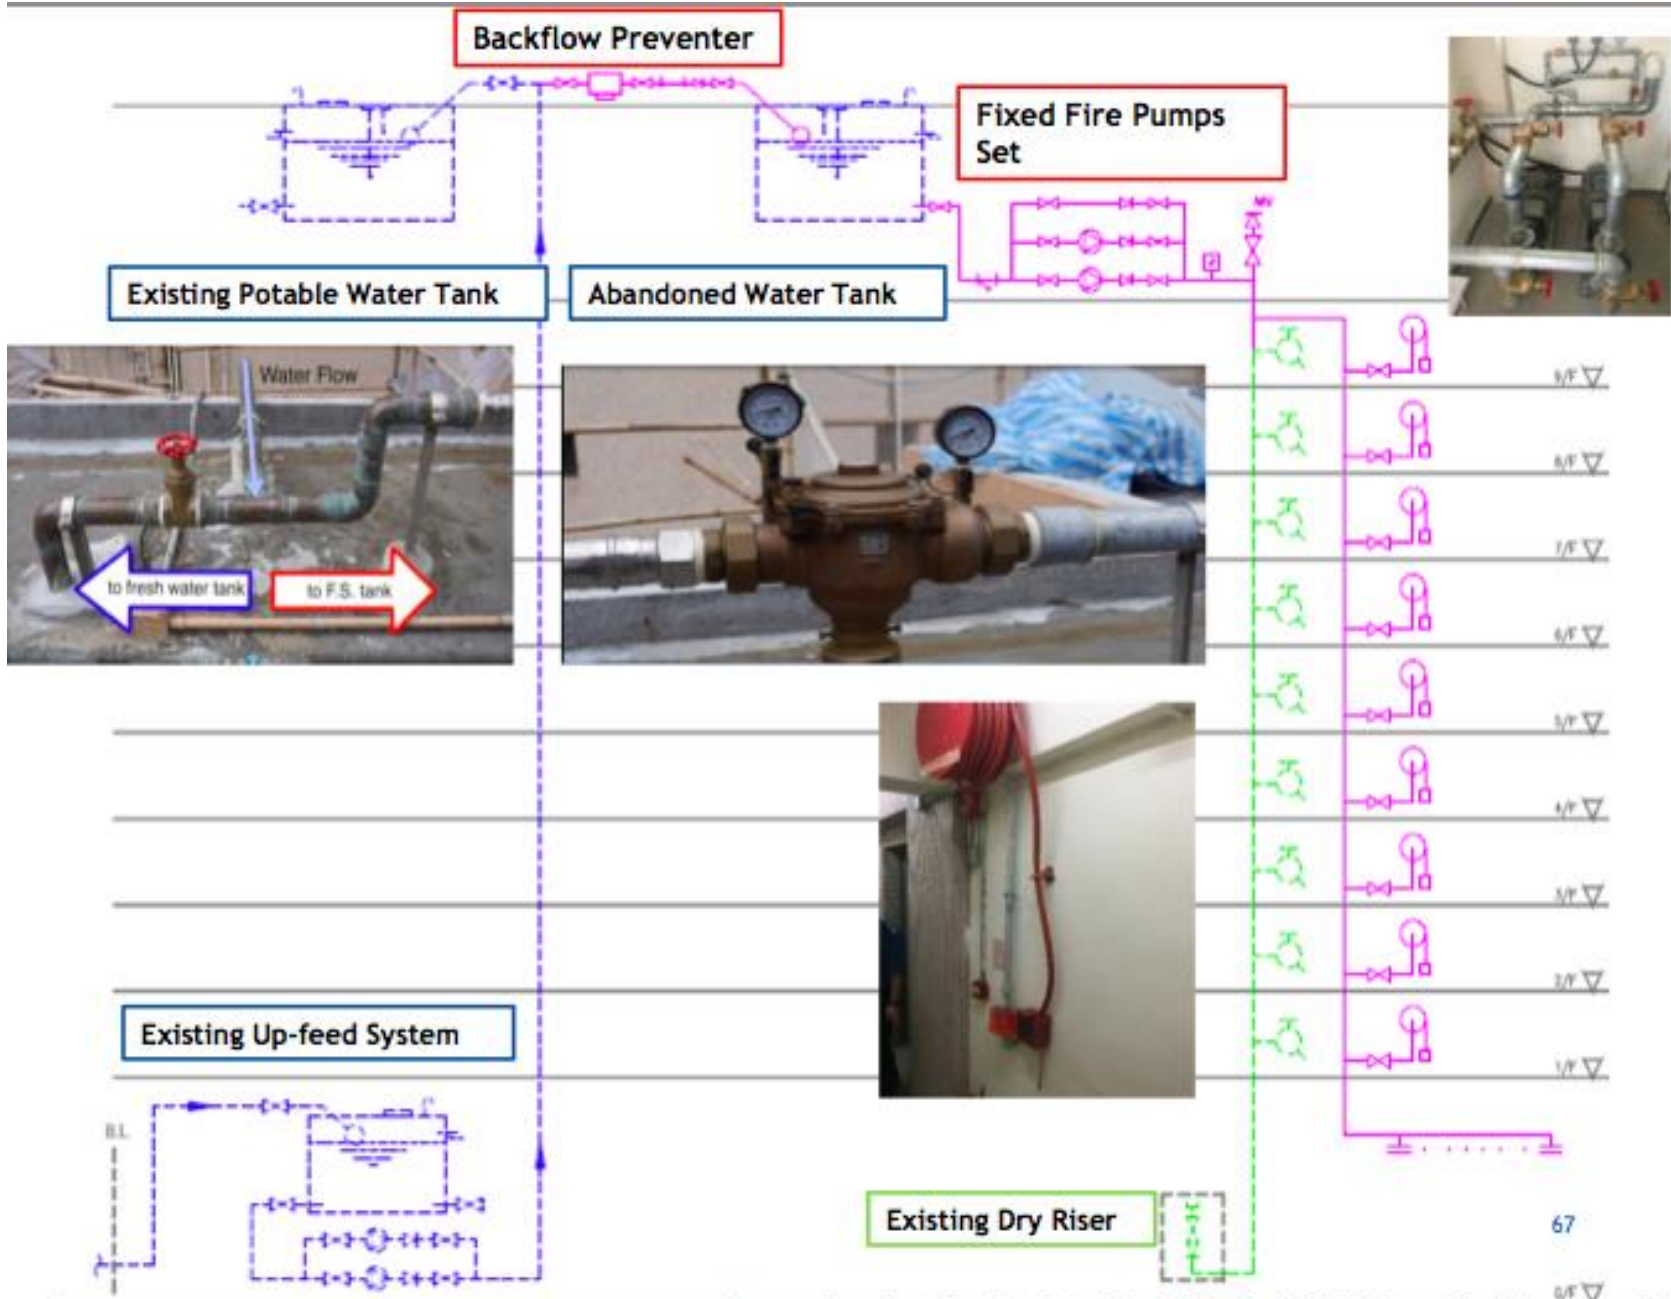 Backflow Preventer
Fixed Fire Pumps
Set
MV
Existing Potable Water Tank
Abandoned Water Tank
Water Flow
to fresh water tank
to F.S. tank
9/F
8/F
7/F
6/F
5/F
4/F
3/F
2/F
1/F
Existing Up-feed System
B.L.
Existing Dry Riser
67
G/F